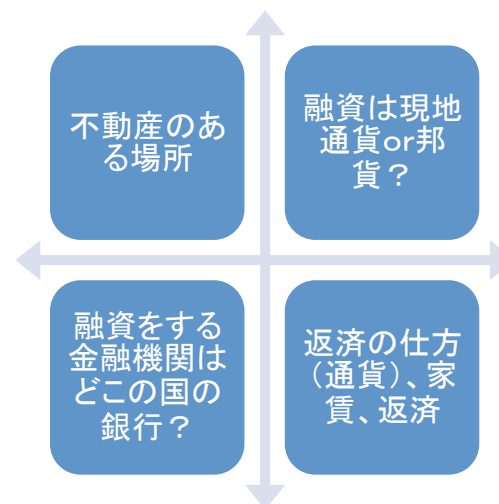 不動産のあ
る場所
融資は現地
通貨or邦
貨？
融資をする
金融機関は
どこの国の
銀行？
返済の仕方
（通貨）、家
賃、返済